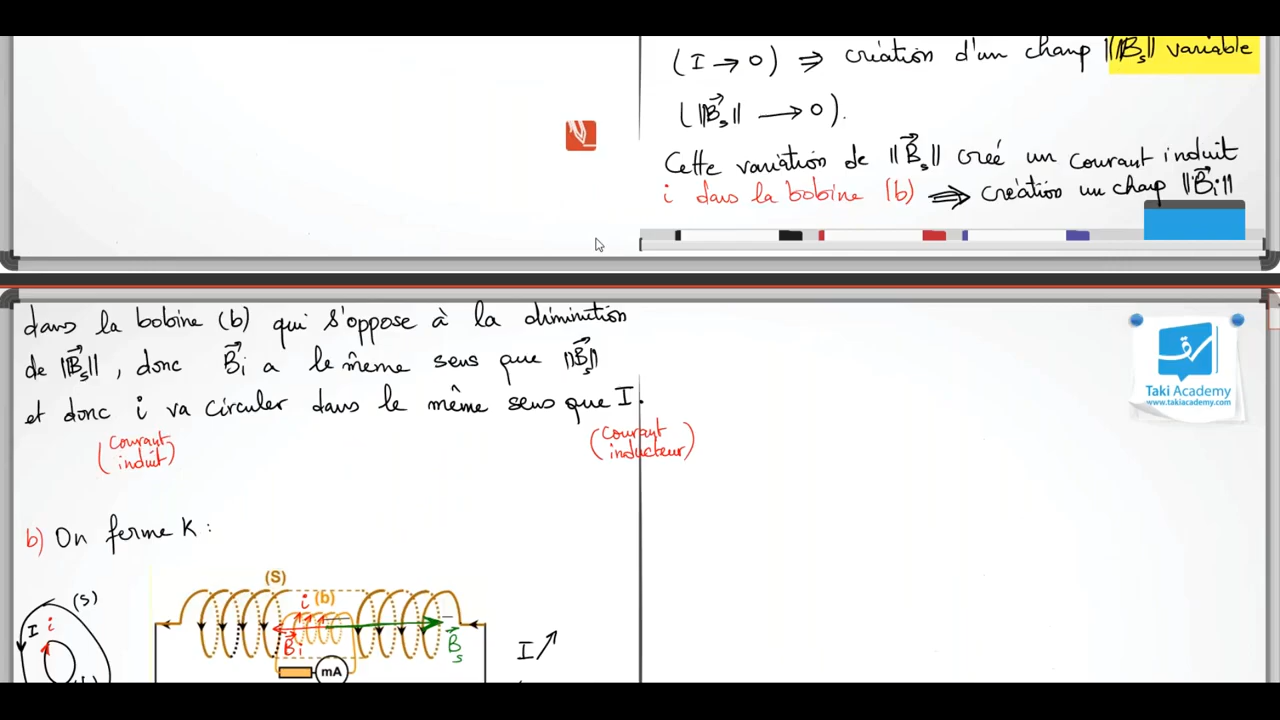 (I → 0) ⇒ création d'un champ ||B⃗s|| variable
(||B⃗s|| → 0).
Cette variation de ||B⃗s|| créé un courant induit
i dans la bobine (b) ⇒ création un champ ||B⃗i||
dans la bobine (b) qui s'oppose à la diminution
de ||B⃗s||, donc B⃗i a le même sens que ||B⃗s||
et donc i va circuler dans le même sens que I.
(courant
induit)
(courant
inducteur)
b) On ferme K :
(S)
i (b)
B⃗i
B⃗s
mA
I ↗
(S)
I i
Taki Academy
www.takiacademy.com